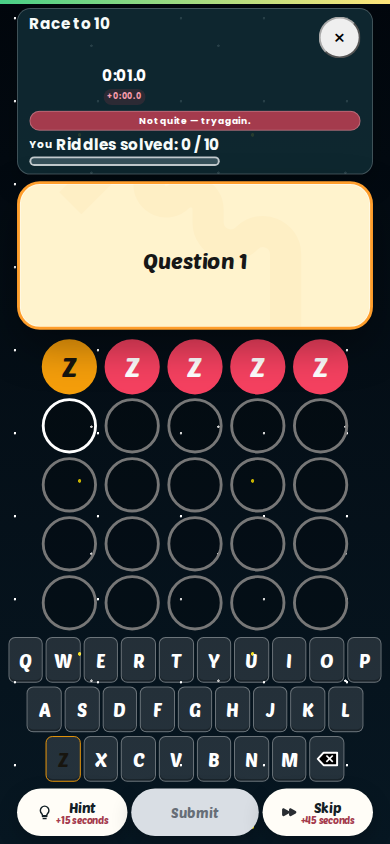 Race to 10
×
0:01.0
+0:00.0
Not quite — try again.
You Riddles solved: 0 / 10
Question 1
Z Z Z Z Z
Q W E R T Y U I O P
A S D F G H J K L
Z X C V B N M
Hint
+15 seconds
Submit
Skip
+45 seconds